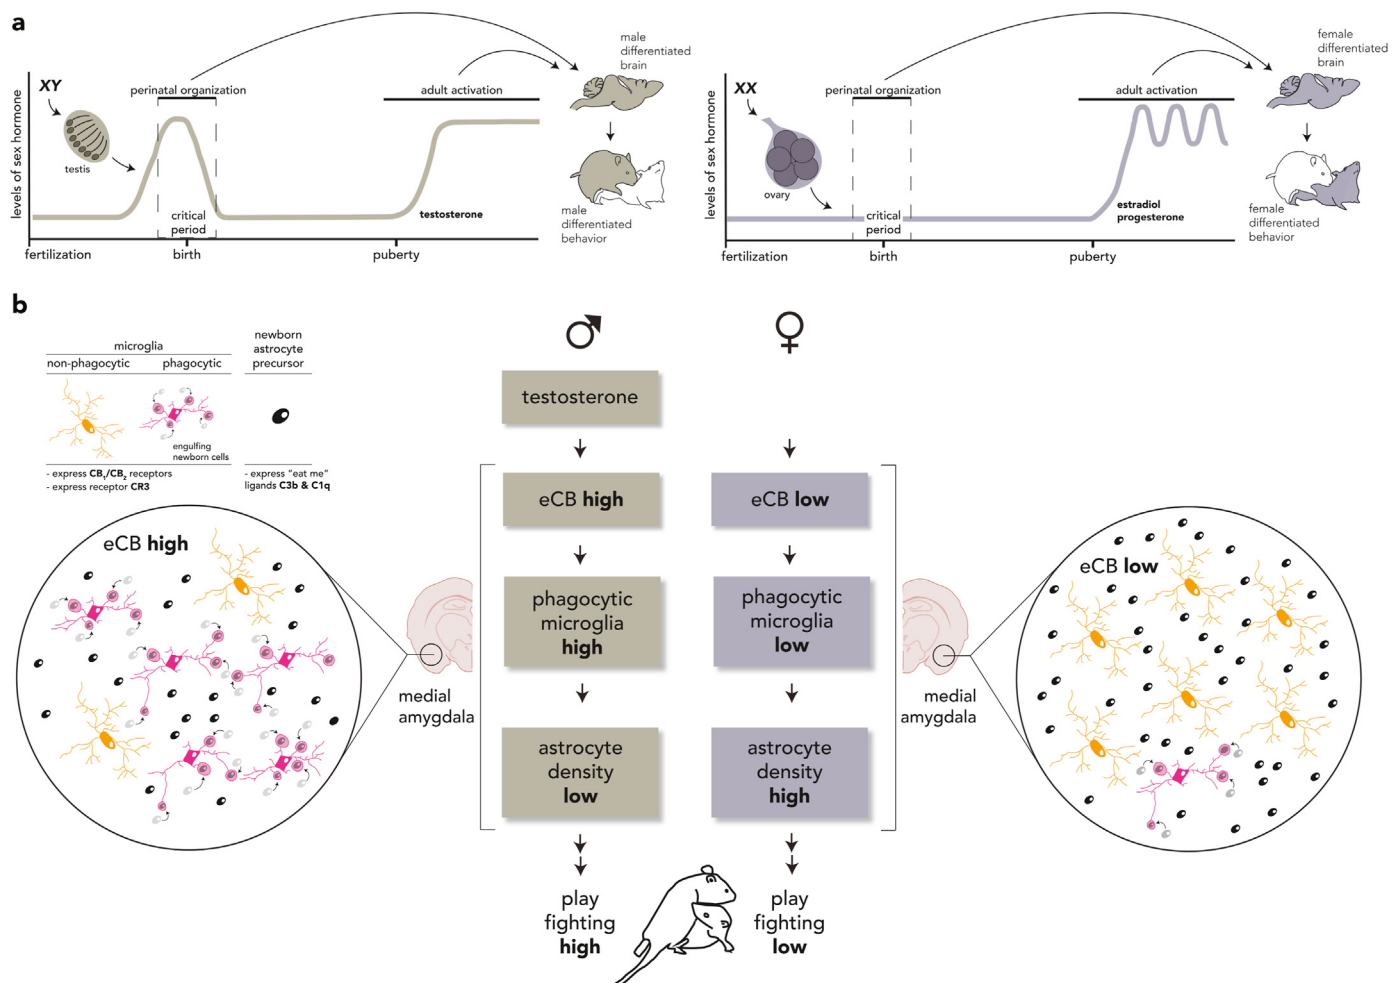 a
levels of sex hormone
XY
testis
perinatal organization
critical
period
adult activation
testosterone
fertilization
birth
puberty
male
differentiated
brain
male
differentiated
behavior
levels of sex hormone
XX
ovary
perinatal organization
critical
period
adult activation
estradiol
progesterone
fertilization
birth
puberty
female
differentiated
brain
female
differentiated
behavior
b
microglia
non-phagocytic
phagocytic
newborn
astrocyte
precursor
engulfing
newborn cells
- express CB1/CB2 receptors
- express receptor CR3
- express "eat me"
ligands C3b & C1q
eCB high
medial
amygdala
♂
testosterone
eCB high
phagocytic
microglia
high
astrocyte
density
low
play
fighting
high
♀
eCB low
phagocytic
microglia
low
astrocyte
density
high
play
fighting
low
medial
amygdala
eCB low